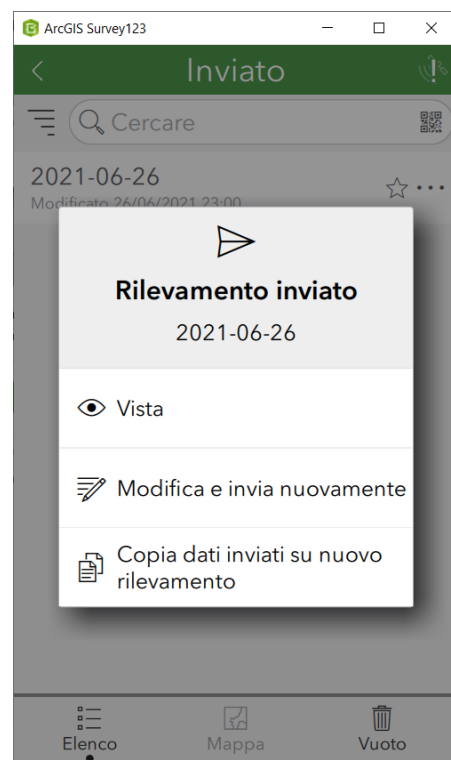 ArcGIS Survey123
Inviato
Cercare
2021-06-26
Modificato 26/06/2021 23:00
Rilevamento inviato
2021-06-26
Vista
Modifica e invia nuovamente
Copia dati inviati su nuovo
rilevamento
Elenco Mappa Vuoto